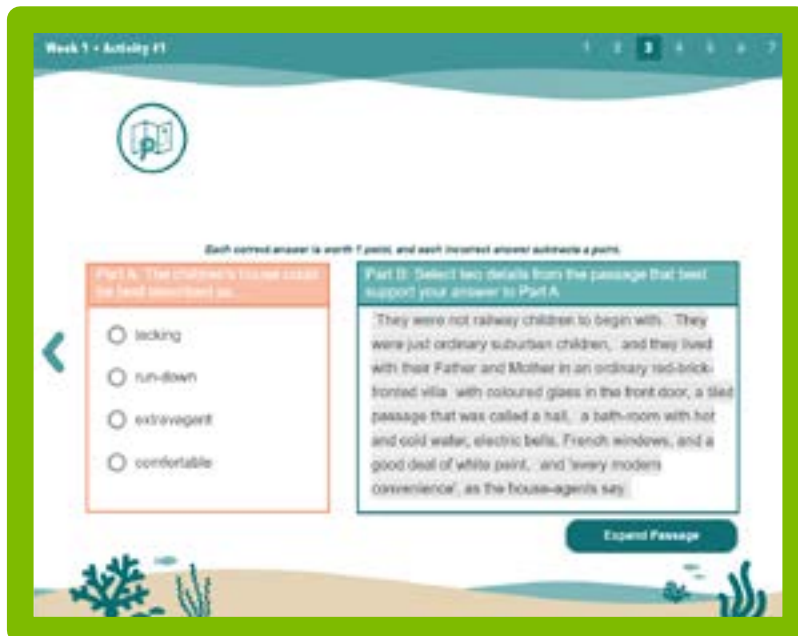 Week 1 • Activity #1
1 2 3 4 5 6 7
Each correct answer is worth 1 point, and each incorrect answer subtracts a point.
Part A: The children's house could
be best described as...
lacking
run-down
extravagant
comfortable
Part B: Select two details from the passage that best
support your answer to Part A
They were not railway children to begin with. They
were just ordinary suburban children, and they lived
with their Father and Mother in an ordinary red-brick-
fronted villa with coloured glass in the front door, a tiled
passage that was called a hall, a bath-room with hot
and cold water, electric bells, French windows, and a
good deal of white paint, and 'every modern
convenience', as the house-agents say.
Expand Passage